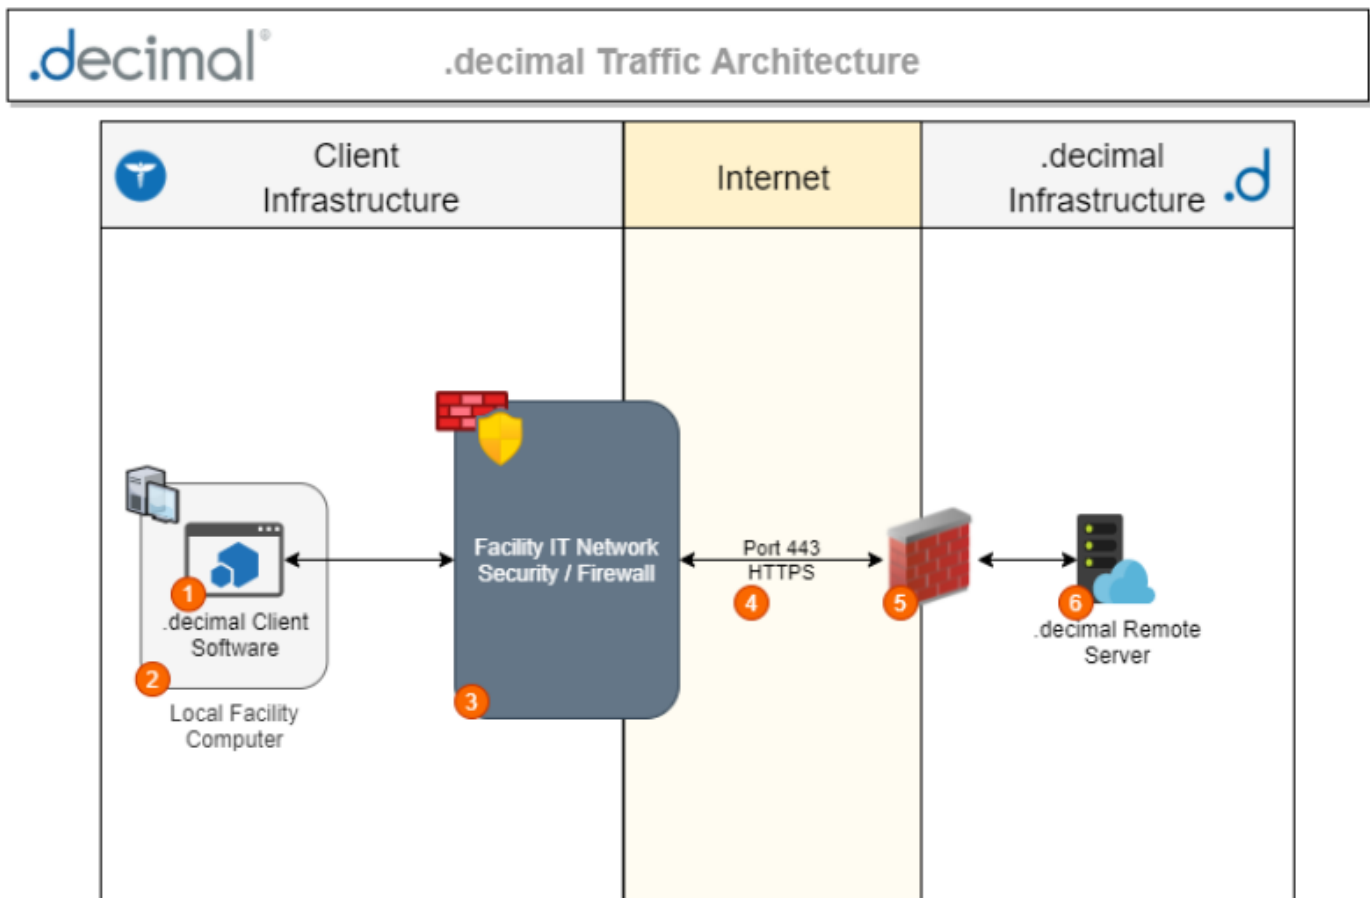 .decimal®
.decimal Traffic Architecture
Client
Infrastructure
Internet
.decimal
Infrastructure
.d
Facility IT Network
Security / Firewall
Port 443
HTTPS
1
4
5
6
.decimal Client
Software
.decimal Remote
Server
2
3
Local Facility
Computer